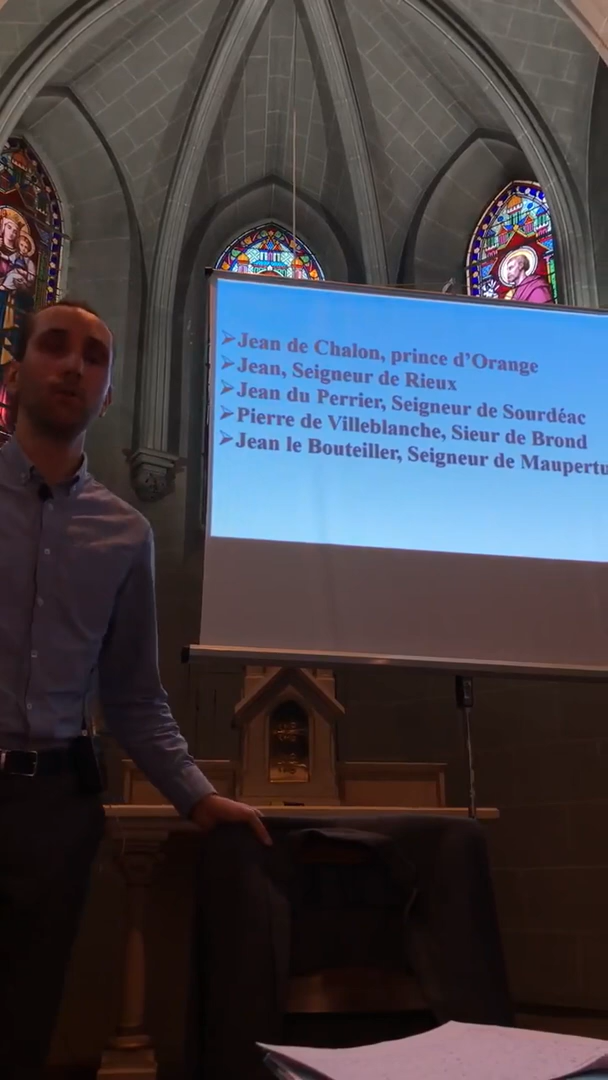 ➢Jean de Chalon, prince d’Orange
➢Jean, Seigneur de Rieux
➢Jean du Perrier, Seigneur de Sourdéac
➢Pierre de Villeblanche, Sieur de Brond
➢Jean le Bouteiller, Seigneur de Maupertu